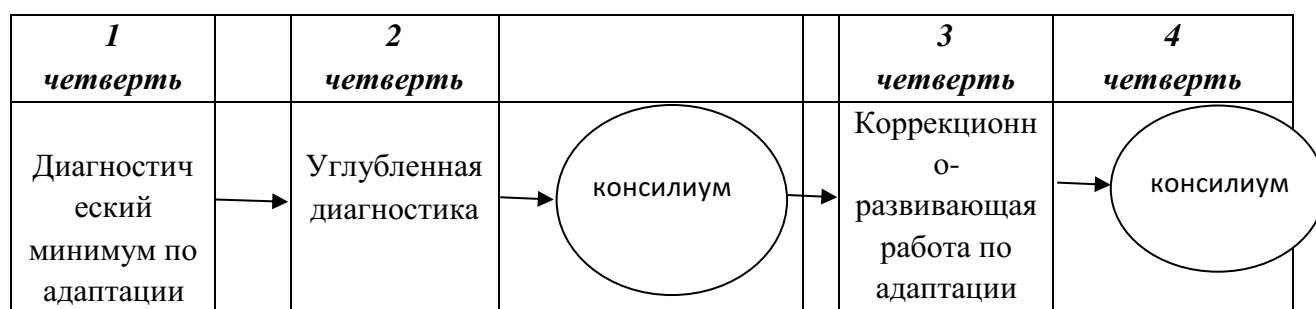 1
четверть
2
четверть
3
четверть
4
четверть
Диагностич
еский
минимум по
адаптации
Углубленная
диагностика
консилиум
Коррекционн
о-
развивающая
работа по
адаптации
консилиум